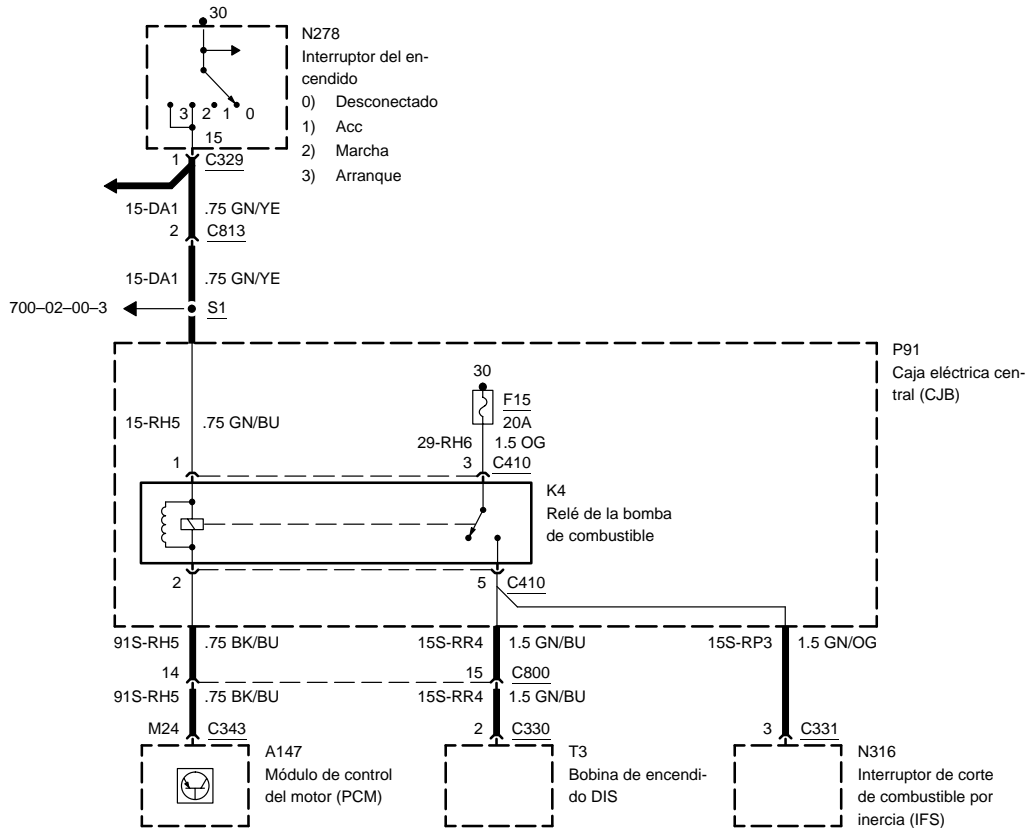 30
N278
Interruptor del en-
cendido
0) Desconectado
1) Acc
2) Marcha
3) Arranque
3 2 1 0
15
1 C329
15-DA1 .75 GN/YE
2 C813
15-DA1 .75 GN/YE
700–02–00–3 S1
P91
Caja eléctrica cen-
tral (CJB)
30
F15
20A
15-RH5 .75 GN/BU
29-RH6 1.5 OG
1 3 C410
K4
Relé de la bomba
de combustible
2 5 C410
91S-RH5 .75 BK/BU 15S-RR4 1.5 GN/BU 15S-RP3 1.5 GN/OG
14 15 C800
91S-RH5 .75 BK/BU 15S-RR4 1.5 GN/BU
M24 C343 2 C330 3 C331
A147
Módulo de control
del motor (PCM)
T3
Bobina de encendi-
do DIS
N316
Interruptor de corte
de combustible por
inercia (IFS)